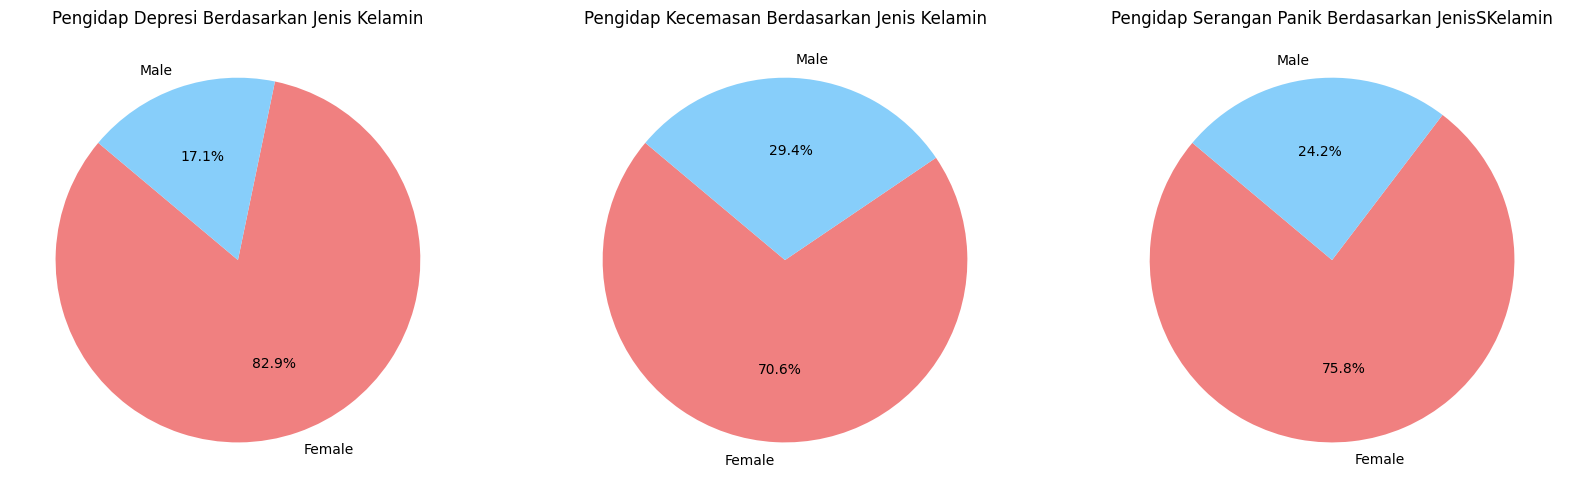 Pengidap Depresi Berdasarkan Jenis Kelamin
Male
17.1%
82.9%
Female
Pengidap Kecemasan Berdasarkan Jenis Kelamin
Male
29.4%
70.6%
Female
Pengidap Serangan Panik Berdasarkan JenisSKelamin
Male
24.2%
75.8%
Female